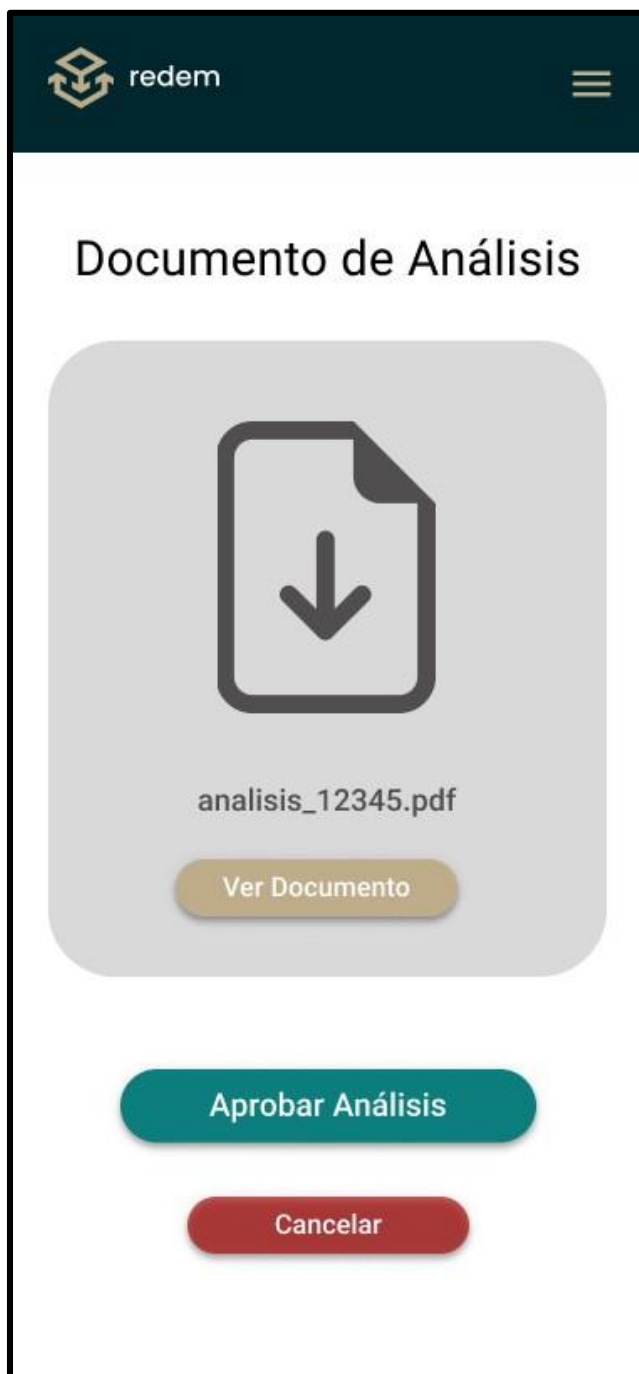 redem
Documento de Análisis
analisis_12345.pdf
Ver Documento
Aprobar Análisis
Cancelar